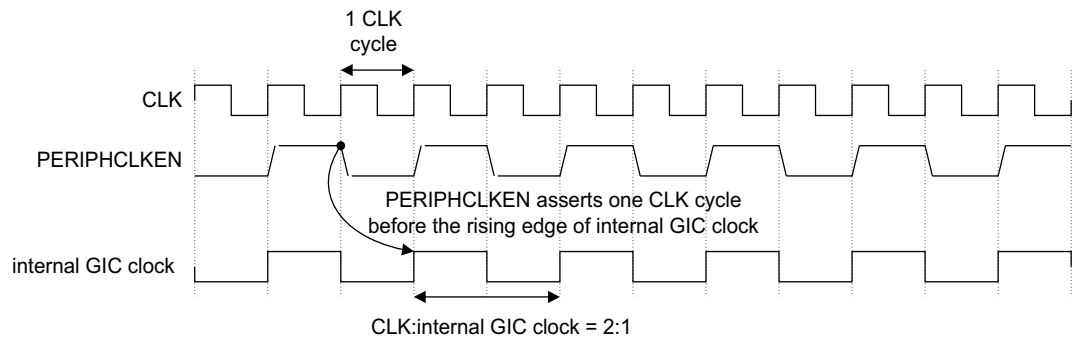 1 CLK
cycle
CLK
PERIPHCLKEN
PERIPHCLKEN asserts one CLK cycle
before the rising edge of internal GIC clock
internal GIC clock
CLK:internal GIC clock = 2:1